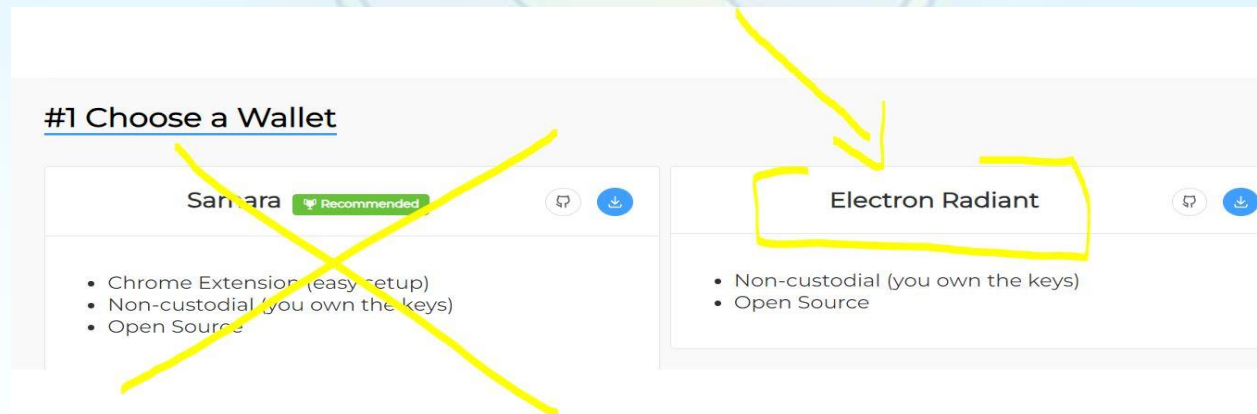 #1 Choose a Wallet
Samara Recommended
• Chrome Extension (easy setup)
• Non-custodial (you own the keys)
• Open Source
Electron Radiant
• Non-custodial (you own the keys)
• Open Source